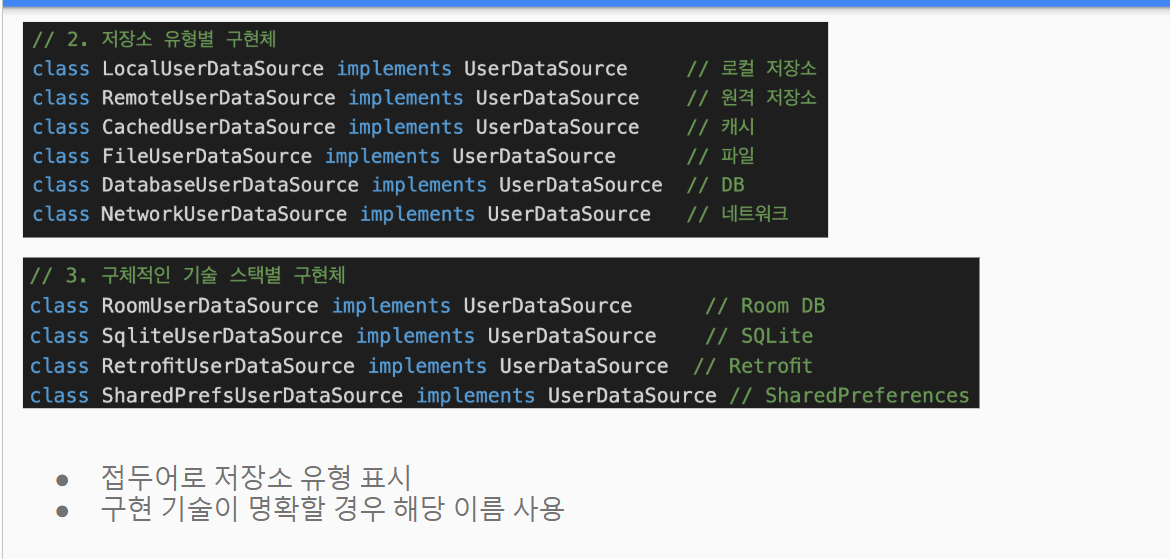 // 2. 저장소 유형별 구현체
class LocalUserDataSource implements UserDataSource // 로컬 저장소
class RemoteUserDataSource implements UserDataSource // 원격 저장소
class CachedUserDataSource implements UserDataSource // 캐시
class FileUserDataSource implements UserDataSource // 파일
class DatabaseUserDataSource implements UserDataSource // DB
class NetworkUserDataSource implements UserDataSource // 네트워크
// 3. 구체적인 기술 스택별 구현체
class RoomUserDataSource implements UserDataSource // Room DB
class SqliteUserDataSource implements UserDataSource // SQLite
class RetrofitUserDataSource implements UserDataSource // Retrofit
class SharedPrefsUserDataSource implements UserDataSource // SharedPreferences
● 접두어로 저장소 유형 표시
● 구현 기술이 명확할 경우 해당 이름 사용